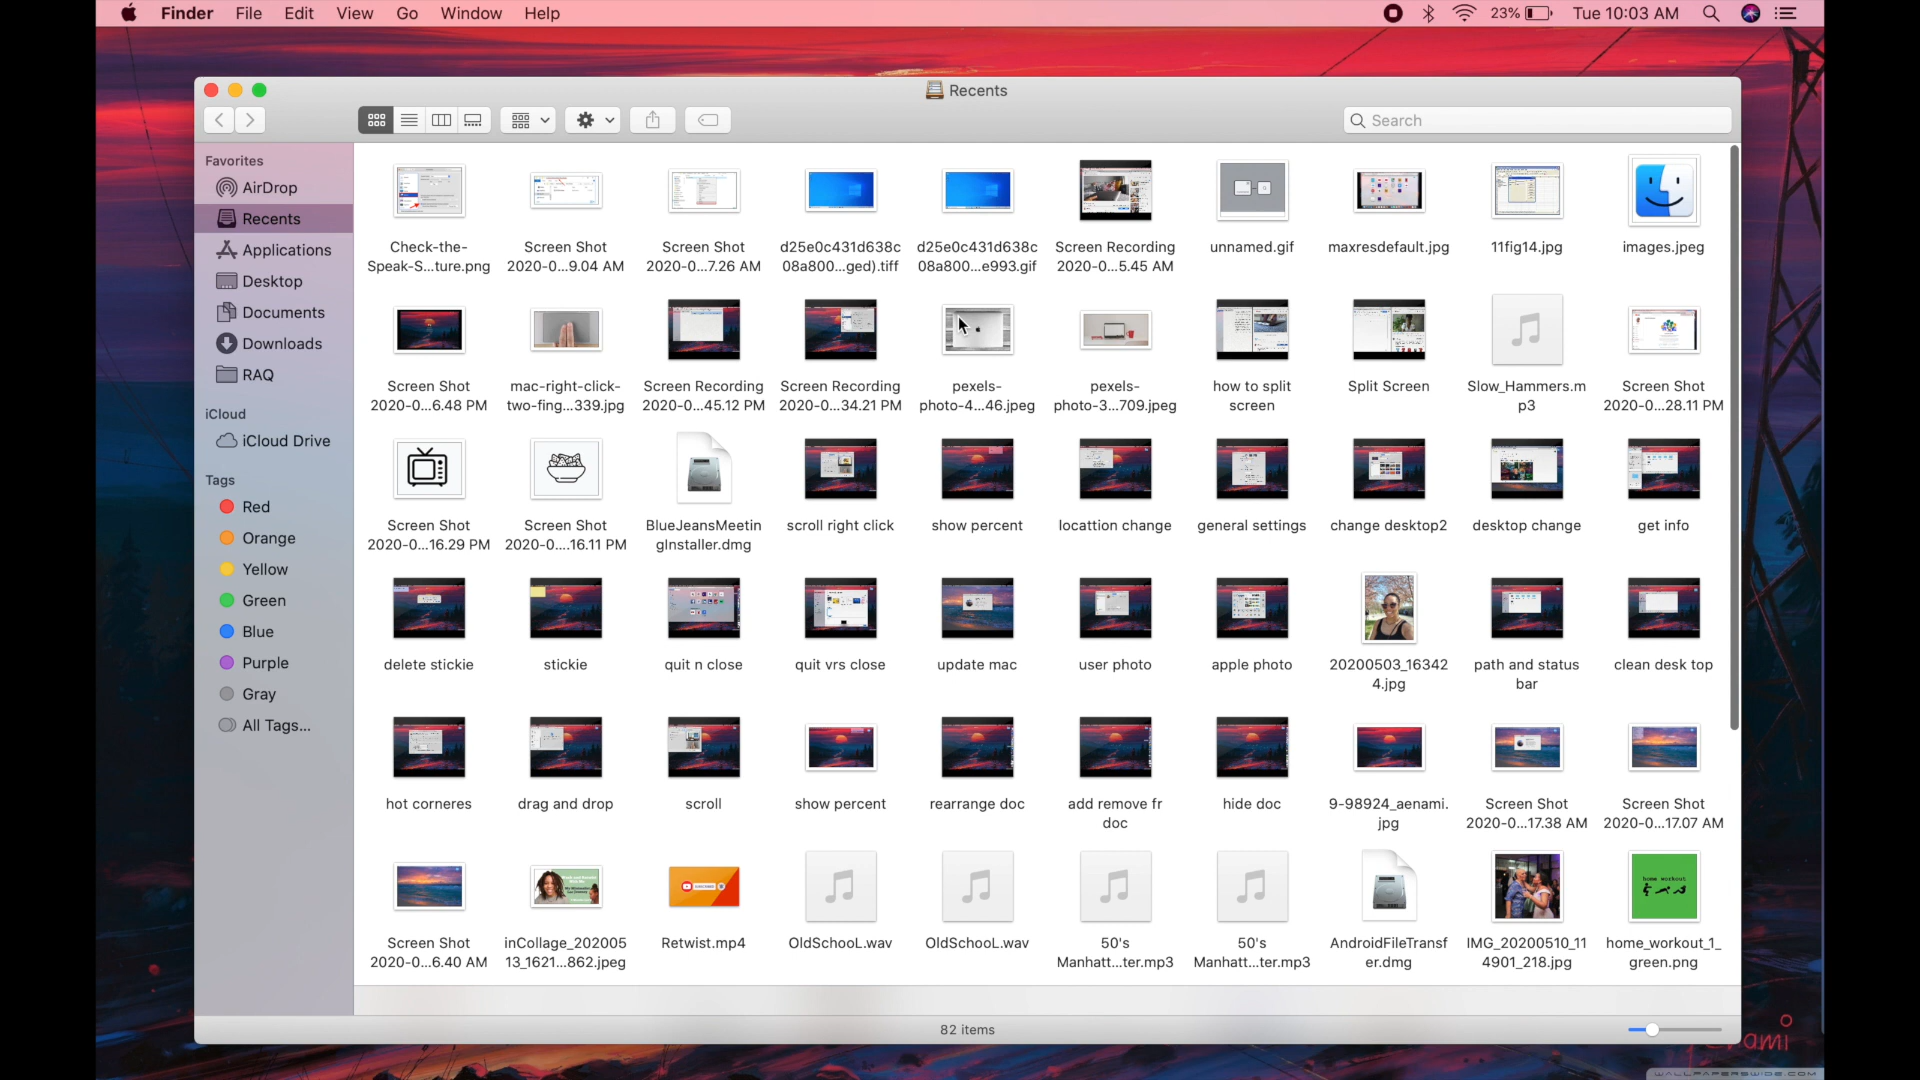 Finder File Edit View Go Window Help 23% Tue 10:03 AM
Recents
Search
Favorites
AirDrop
Recents
Applications
Desktop
Documents
Downloads
RAQ
iCloud
iCloud Drive
Tags
Red
Orange
Yellow
Green
Blue
Purple
Gray
All Tags...
Check-the-
Speak-S...ture.png
Screen Shot
2020-0...9.04 AM
Screen Shot
2020-0...7.26 AM
d25e0c431d638c
08a800...ged).tiff
d25e0c431d638c
08a800...e993.gif
Screen Recording
2020-0...5.45 AM
unnamed.gif
maxresdefault.jpg
11fig14.jpg
images.jpeg
Screen Shot
2020-0...6.48 PM
mac-right-click-
two-fing...339.jpg
Screen Recording
2020-0...45.12 PM
Screen Recording
2020-0...34.21 PM
pexels-
photo-4...46.jpeg
pexels-
photo-3...709.jpeg
how to split
screen
Split Screen
Slow_Hammers.m
p3
Screen Shot
2020-0...28.11 PM
Screen Shot
2020-0...16.29 PM
Screen Shot
2020-0....16.11 PM
BlueJeansMeetin
gInstaller.dmg
scroll right click
show percent
locattion change
general settings
change desktop2
desktop change
get info
delete stickie
stickie
quit n close
quit vrs close
update mac
user photo
apple photo
20200503_16342
4.jpg
path and status
bar
clean desk top
hot corneres
drag and drop
scroll
show percent
rearrange doc
add remove fr
doc
hide doc
9-98924_aenami.
jpg
Screen Shot
2020-0...17.38 AM
Screen Shot
2020-0...17.07 AM
home workout
Screen Shot
2020-0...6.40 AM
inCollage_202005
13_1621...862.jpeg
Retwist.mp4
OldSchooL.wav
OldSchooL.wav
50's
Manhatt...ter.mp3
50's
Manhatt...ter.mp3
AndroidFileTransf
er.dmg
IMG_20200510_11
4901_218.jpg
home_workout_1_
green.png
82 items
WALLPAPERSWIDE.COM